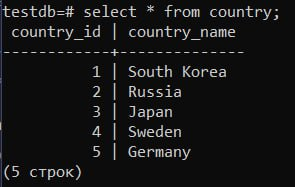 testdb=# select * from country;
country_id | country_name
------------+--------------
1 | South Korea
2 | Russia
3 | Japan
4 | Sweden
5 | Germany
(5 строк)